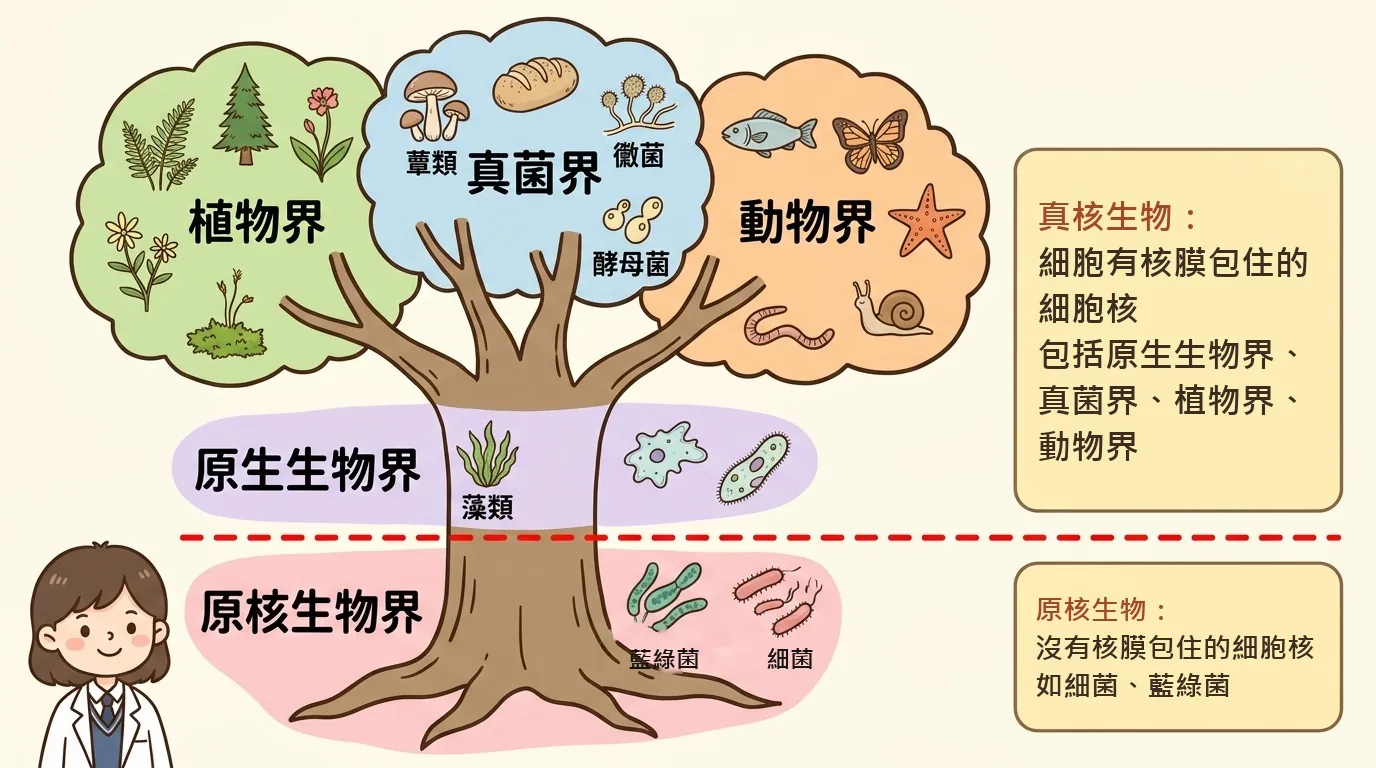 植物界
蕈類
真菌界
黴菌
酵母菌
動物界
原生生物界
藻類
原核生物界
藍綠菌
細菌
真核生物：
細胞有核膜包住的
細胞核
包括原生生物界、
真菌界、植物界、
動物界
原核生物：
沒有核膜包住的細胞核
如細菌、藍綠菌